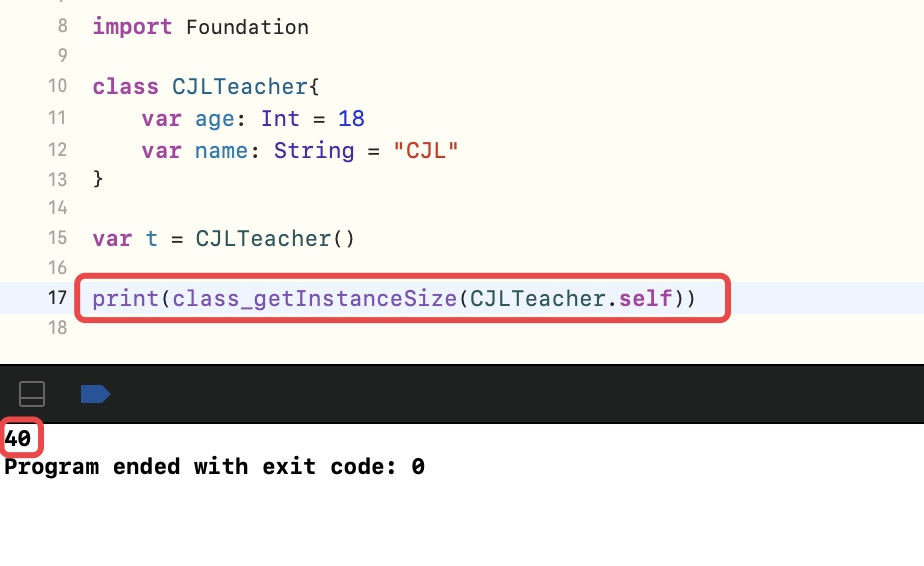 8 import Foundation
9
10 class CJLTeacher{
11     var age: Int = 18
12     var name: String = "CJL"
13 }
14
15 var t = CJLTeacher()
16
17 print(class_getInstanceSize(CJLTeacher.self))
18
40
Program ended with exit code: 0